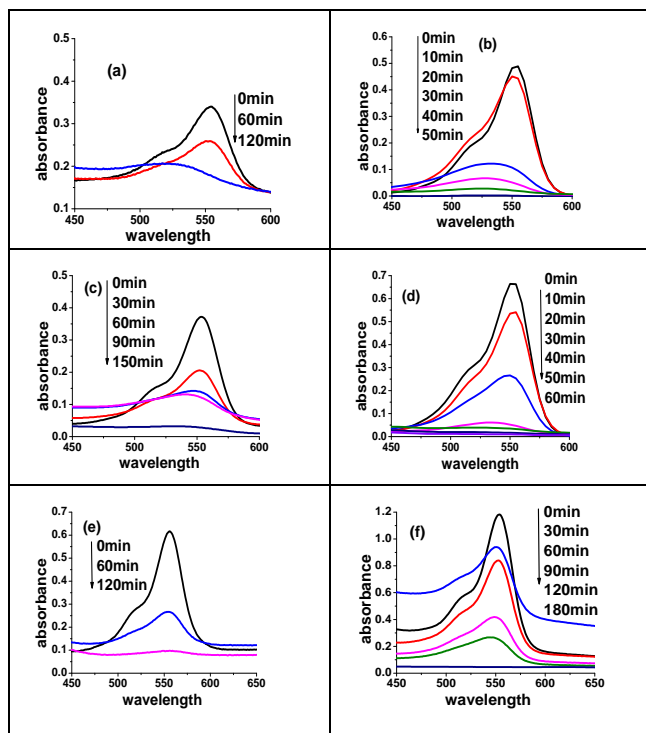 (a)
0min
60min
120min
absorbance
0.5
0.4
0.3
0.2
0.1
450 500 550 600
wavelength
(b)
0min
10min
20min
30min
40min
50min
absorbance
0.6
0.5
0.4
0.3
0.2
0.1
0.0
450 500 550 600
wavelength
(c)
0min
30min
60min
90min
150min
absorbance
0.5
0.4
0.3
0.2
0.1
0.0
450 500 550 600
wavelength
(d)
0min
10min
20min
30min
40min
50min
60min
absorbance
0.7
0.6
0.5
0.4
0.3
0.2
0.1
0.0
450 500 550 600
wavelength
(e)
0min
60min
120min
absorbance
0.7
0.6
0.5
0.4
0.3
0.2
0.1
0.0
450 500 550 600 650
wavelength
(f)
0min
30min
60min
90min
120min
180min
absorbance
1.2
1.0
0.8
0.6
0.4
0.2
0.0
450 500 550 600 650
wavelength